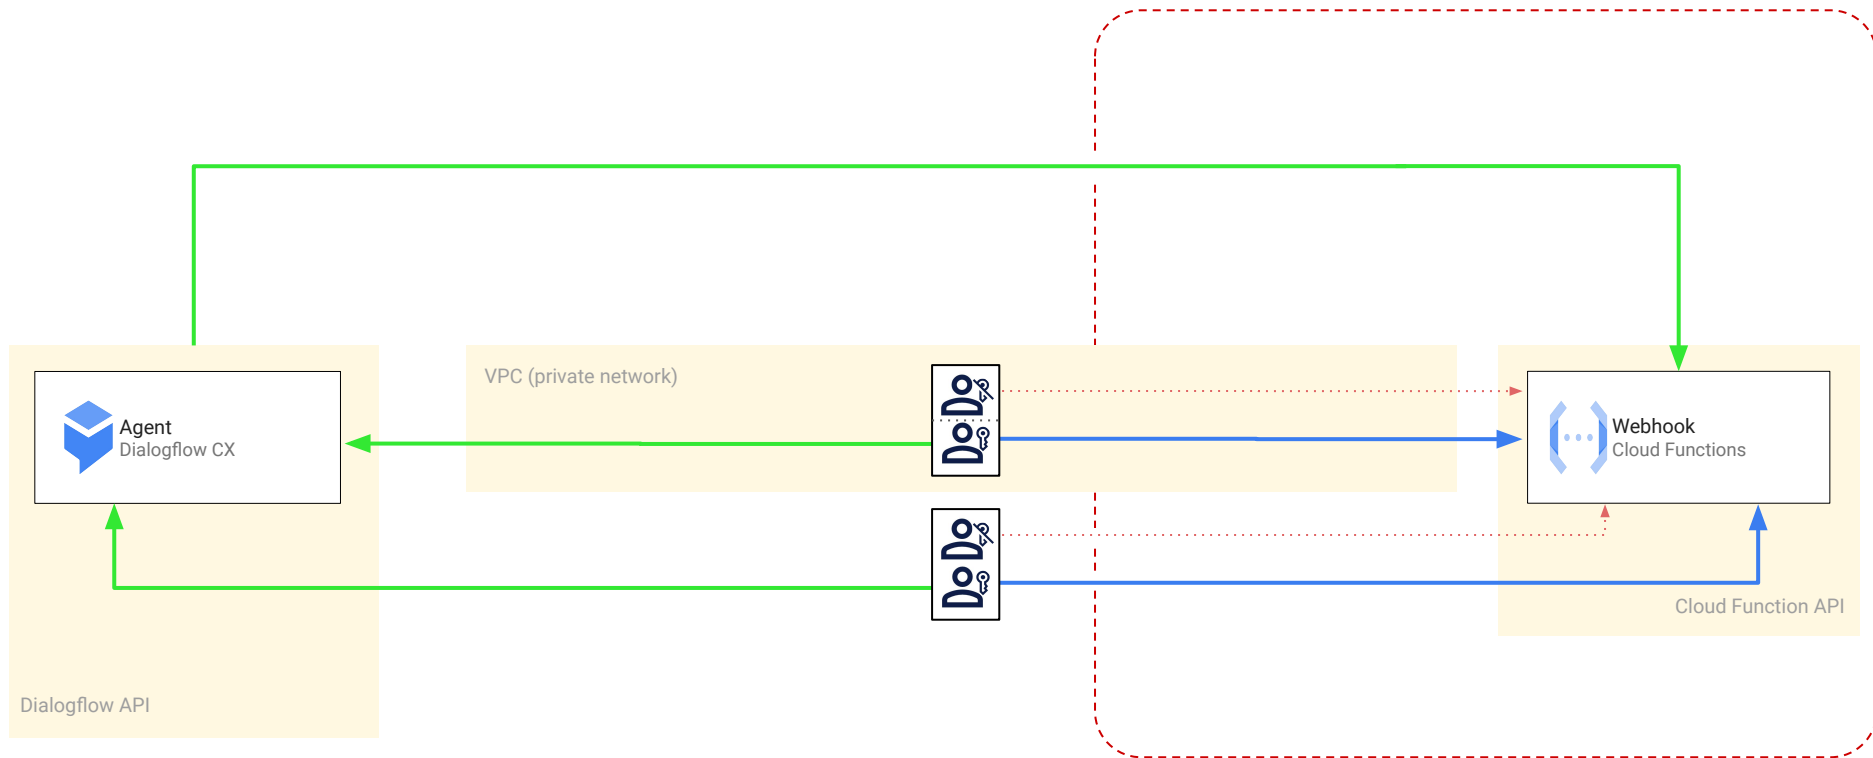 VPC (private network)
Agent
Dialogflow CX
Webhook
Cloud Functions
Cloud Function API
Dialogflow API